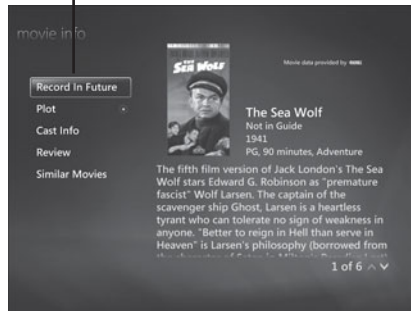 movie info
Record In Future
Plot
Cast Info
Review
Similar Movies
The Sea Wolf
Movie data provided by
The Sea Wolf
Not in Guide
1941
PG, 90 minutes, Adventure
The fifth film version of Jack London's The Sea
Wolf stars Edward G. Robinson as "premature
fascist" Wolf Larsen. The captain of the
scavenger ship Ghost, Larsen is a heartless
tyrant who can tolerate no sign of weakness in
anyone. "Better to reign in Hell than serve in
Heaven" is Larsen's philosophy (borrowed from
1 of 6